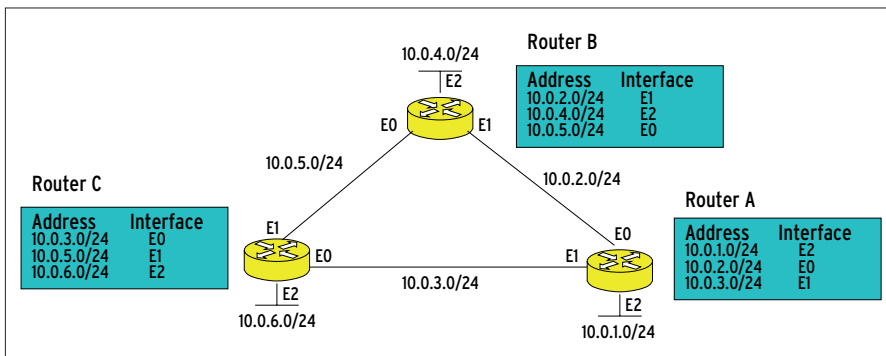 Router B
10.0.4.0/24
E2
Address Interface
10.0.2.0/24 E1
10.0.4.0/24 E2
10.0.5.0/24 E0
E0
E1
10.0.5.0/24
10.0.2.0/24
Router C
Address Interface
10.0.3.0/24 E0
10.0.5.0/24 E1
10.0.6.0/24 E2
Router A
Address Interface
10.0.1.0/24 E2
10.0.2.0/24 E0
10.0.3.0/24 E1
E1
E0
E0
E1
10.0.3.0/24
E2
10.0.6.0/24
E2
10.0.1.0/24